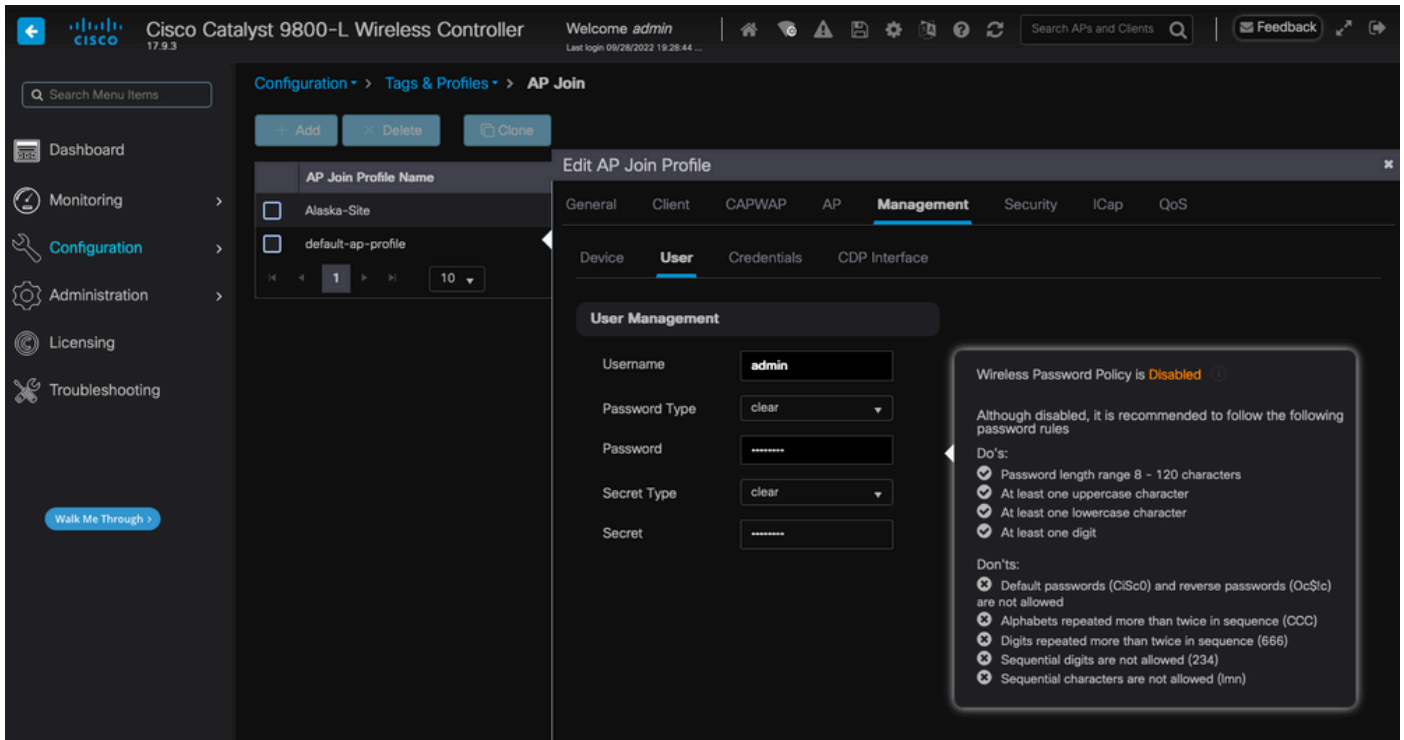 CISCO
Cisco Catalyst 9800-L Wireless Controller
17.9.3
Welcome admin
Last login 09/28/2022 19:28:44 ...
Search APs and Clients
Feedback
Search Menu Items
Dashboard
Monitoring
Configuration
Administration
Licensing
Troubleshooting
Walk Me Through >
Configuration > Tags & Profiles > AP Join
+ Add
× Delete
Clone
AP Join Profile Name
Alaska-Site
default-ap-profile
1
10
Edit AP Join Profile
General Client CAPWAP AP Management Security ICap QoS
Device User Credentials CDP Interface
User Management
Username admin
Password Type clear
Password ········
Secret Type clear
Secret ········
Wireless Password Policy is Disabled
Although disabled, it is recommended to follow the following
password rules
Do's:
Password length range 8 - 120 characters
At least one uppercase character
At least one lowercase character
At least one digit
Don'ts:
Default passwords (CiSc0) and reverse passwords (Oc$!c)
are not allowed
Alphabets repeated more than twice in sequence (CCC)
Digits repeated more than twice in sequence (666)
Sequential digits are not allowed (234)
Sequential characters are not allowed (lmn)